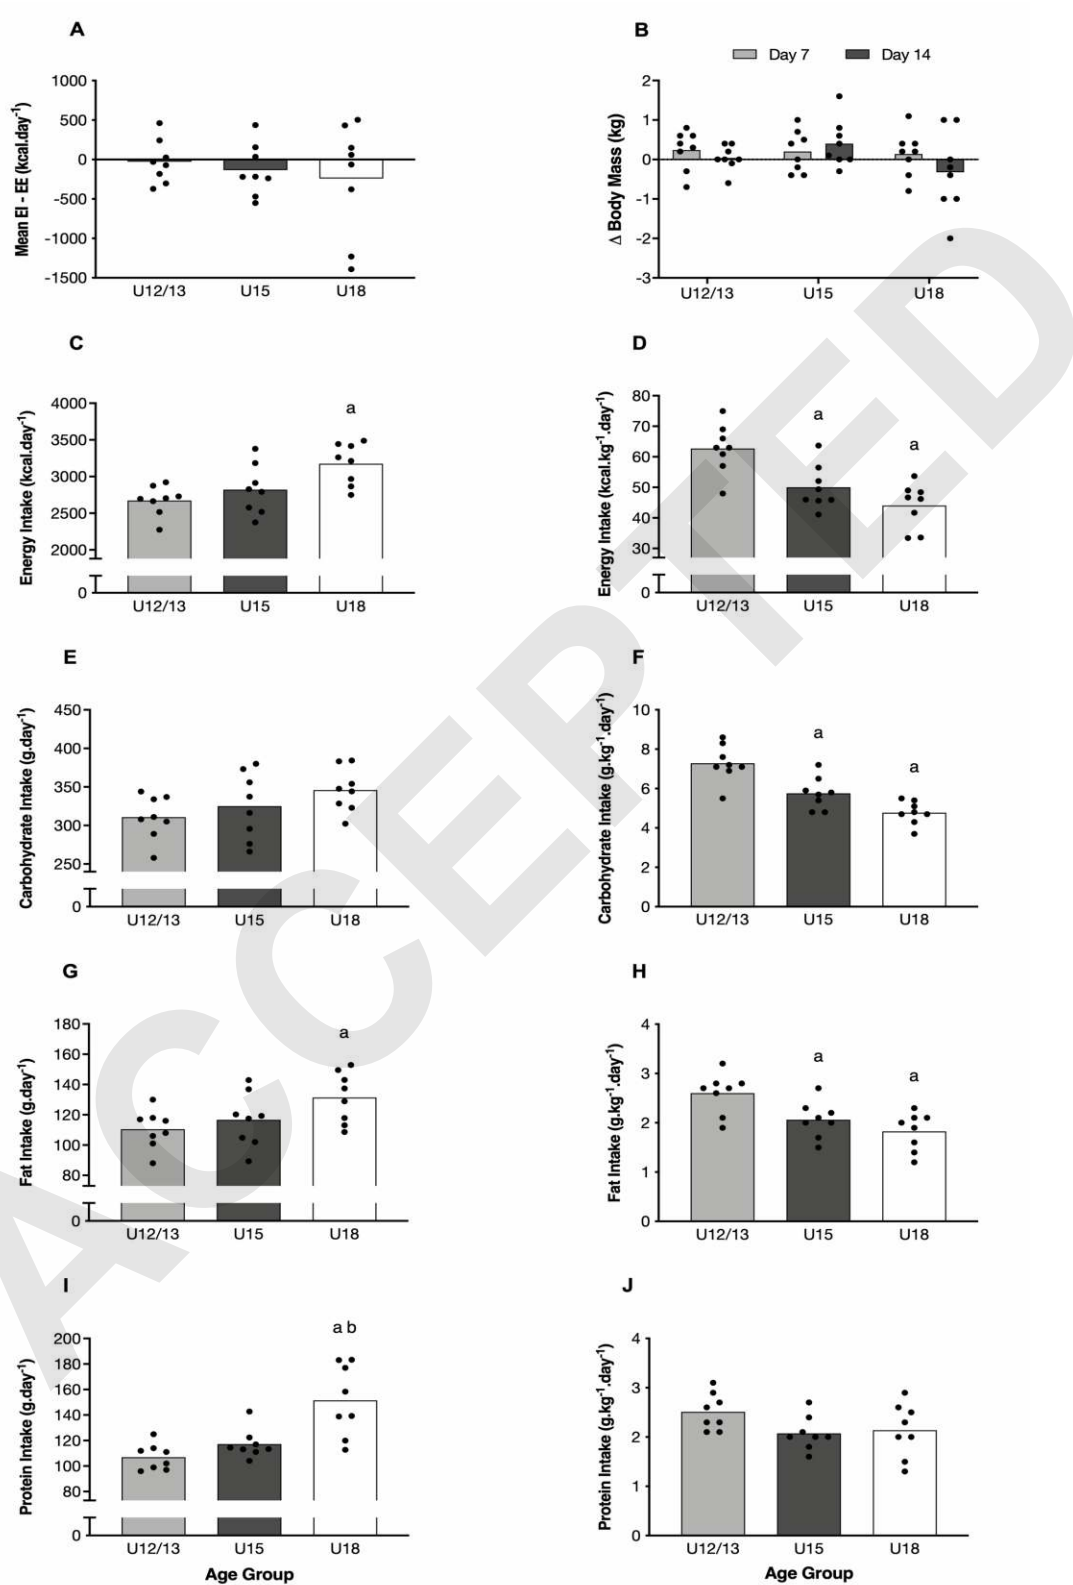 A
Mean EI - EE (kcal.day⁻¹)
1000
500
0
-500
-1000
-1500
U12/13 U15 U18
B
Day 7 Day 14
Δ Body Mass (kg)
2
1
0
-1
-2
-3
U12/13 U15 U18
C
Energy Intake (kcal.day⁻¹)
4000
3500
3000
2500
2000
0
a
U12/13 U15 U18
D
Energy Intake (kcal.kg⁻¹.day⁻¹)
80
70
60
50
40
30
0
a
a
U12/13 U15 U18
E
Carbohydrate Intake (g.day⁻¹)
450
400
350
300
250
0
U12/13 U15 U18
F
Carbohydrate Intake (g.kg⁻¹.day⁻¹)
10
8
6
4
2
0
a
a
U12/13 U15 U18
G
Fat Intake (g.day⁻¹)
180
160
140
120
100
80
0
a
U12/13 U15 U18
H
Fat Intake (g.kg⁻¹.day⁻¹)
4
3
2
1
0
a
a
U12/13 U15 U18
I
Protein Intake (g.day⁻¹)
200
180
160
140
120
100
80
0
a b
U12/13 U15 U18
Age Group
J
Protein Intake (g.kg⁻¹.day⁻¹)
4
3
2
1
0
U12/13 U15 U18
Age Group
ACCEPTED